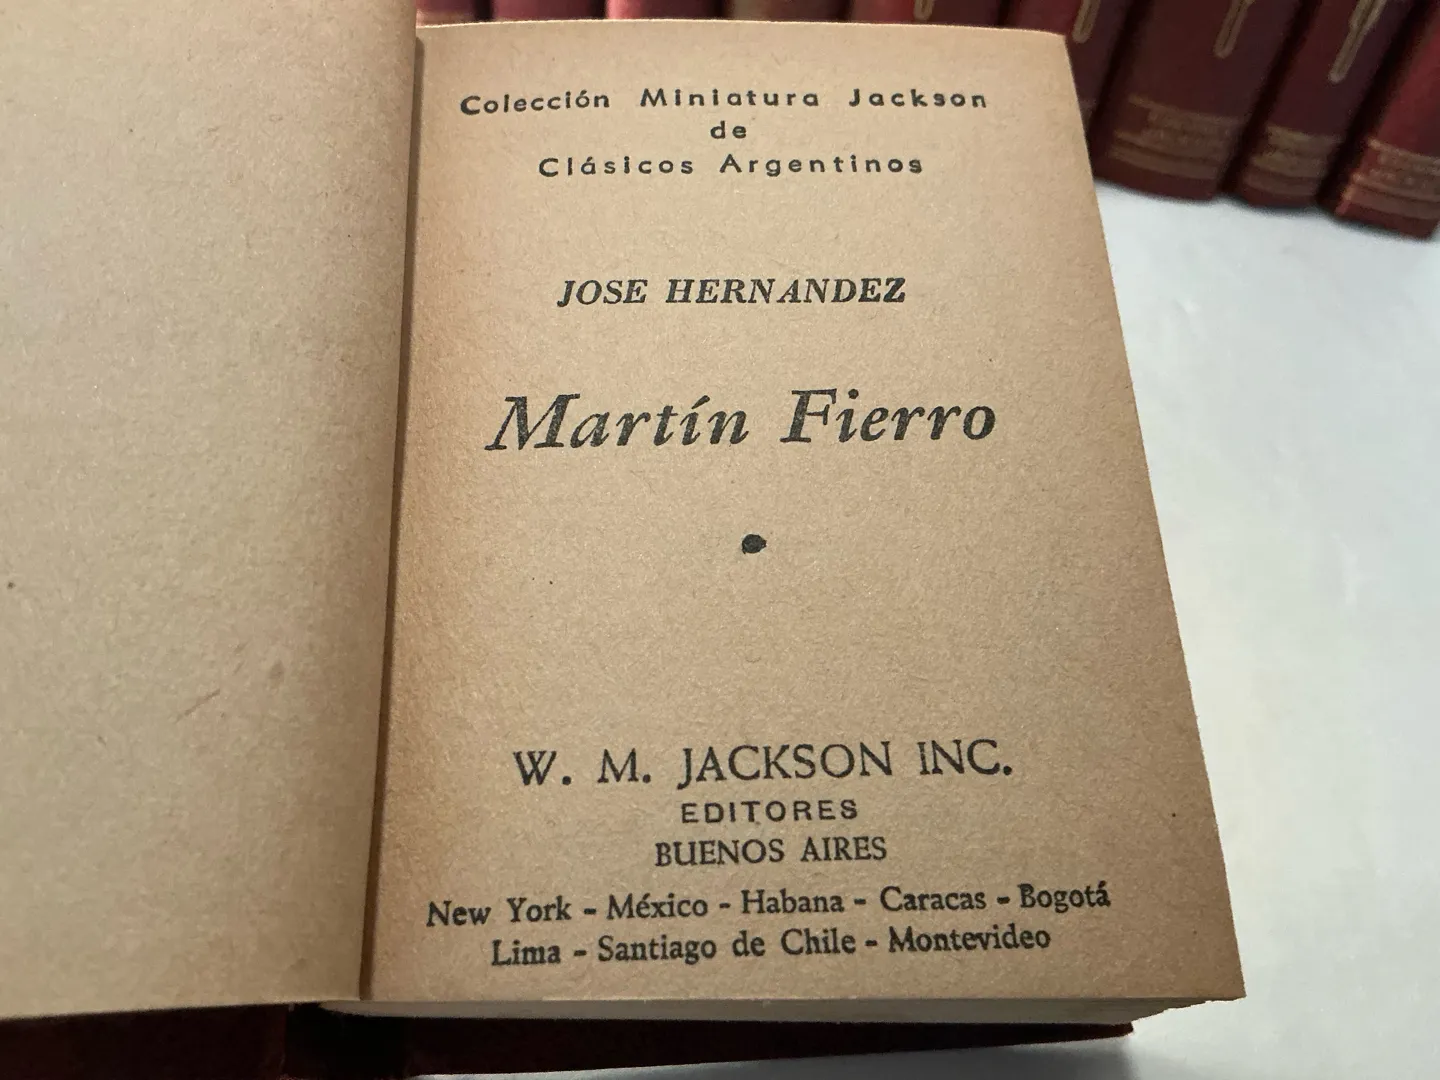 Colección Miniatura Jackson
de
Clásicos Argentinos
JOSE HERNANDEZ
Martín Fierro
W. M. JACKSON INC.
EDITORES
BUENOS AIRES
New York - México - Habana - Caracas - Bogotá
Lima - Santiago de Chile - Montevideo